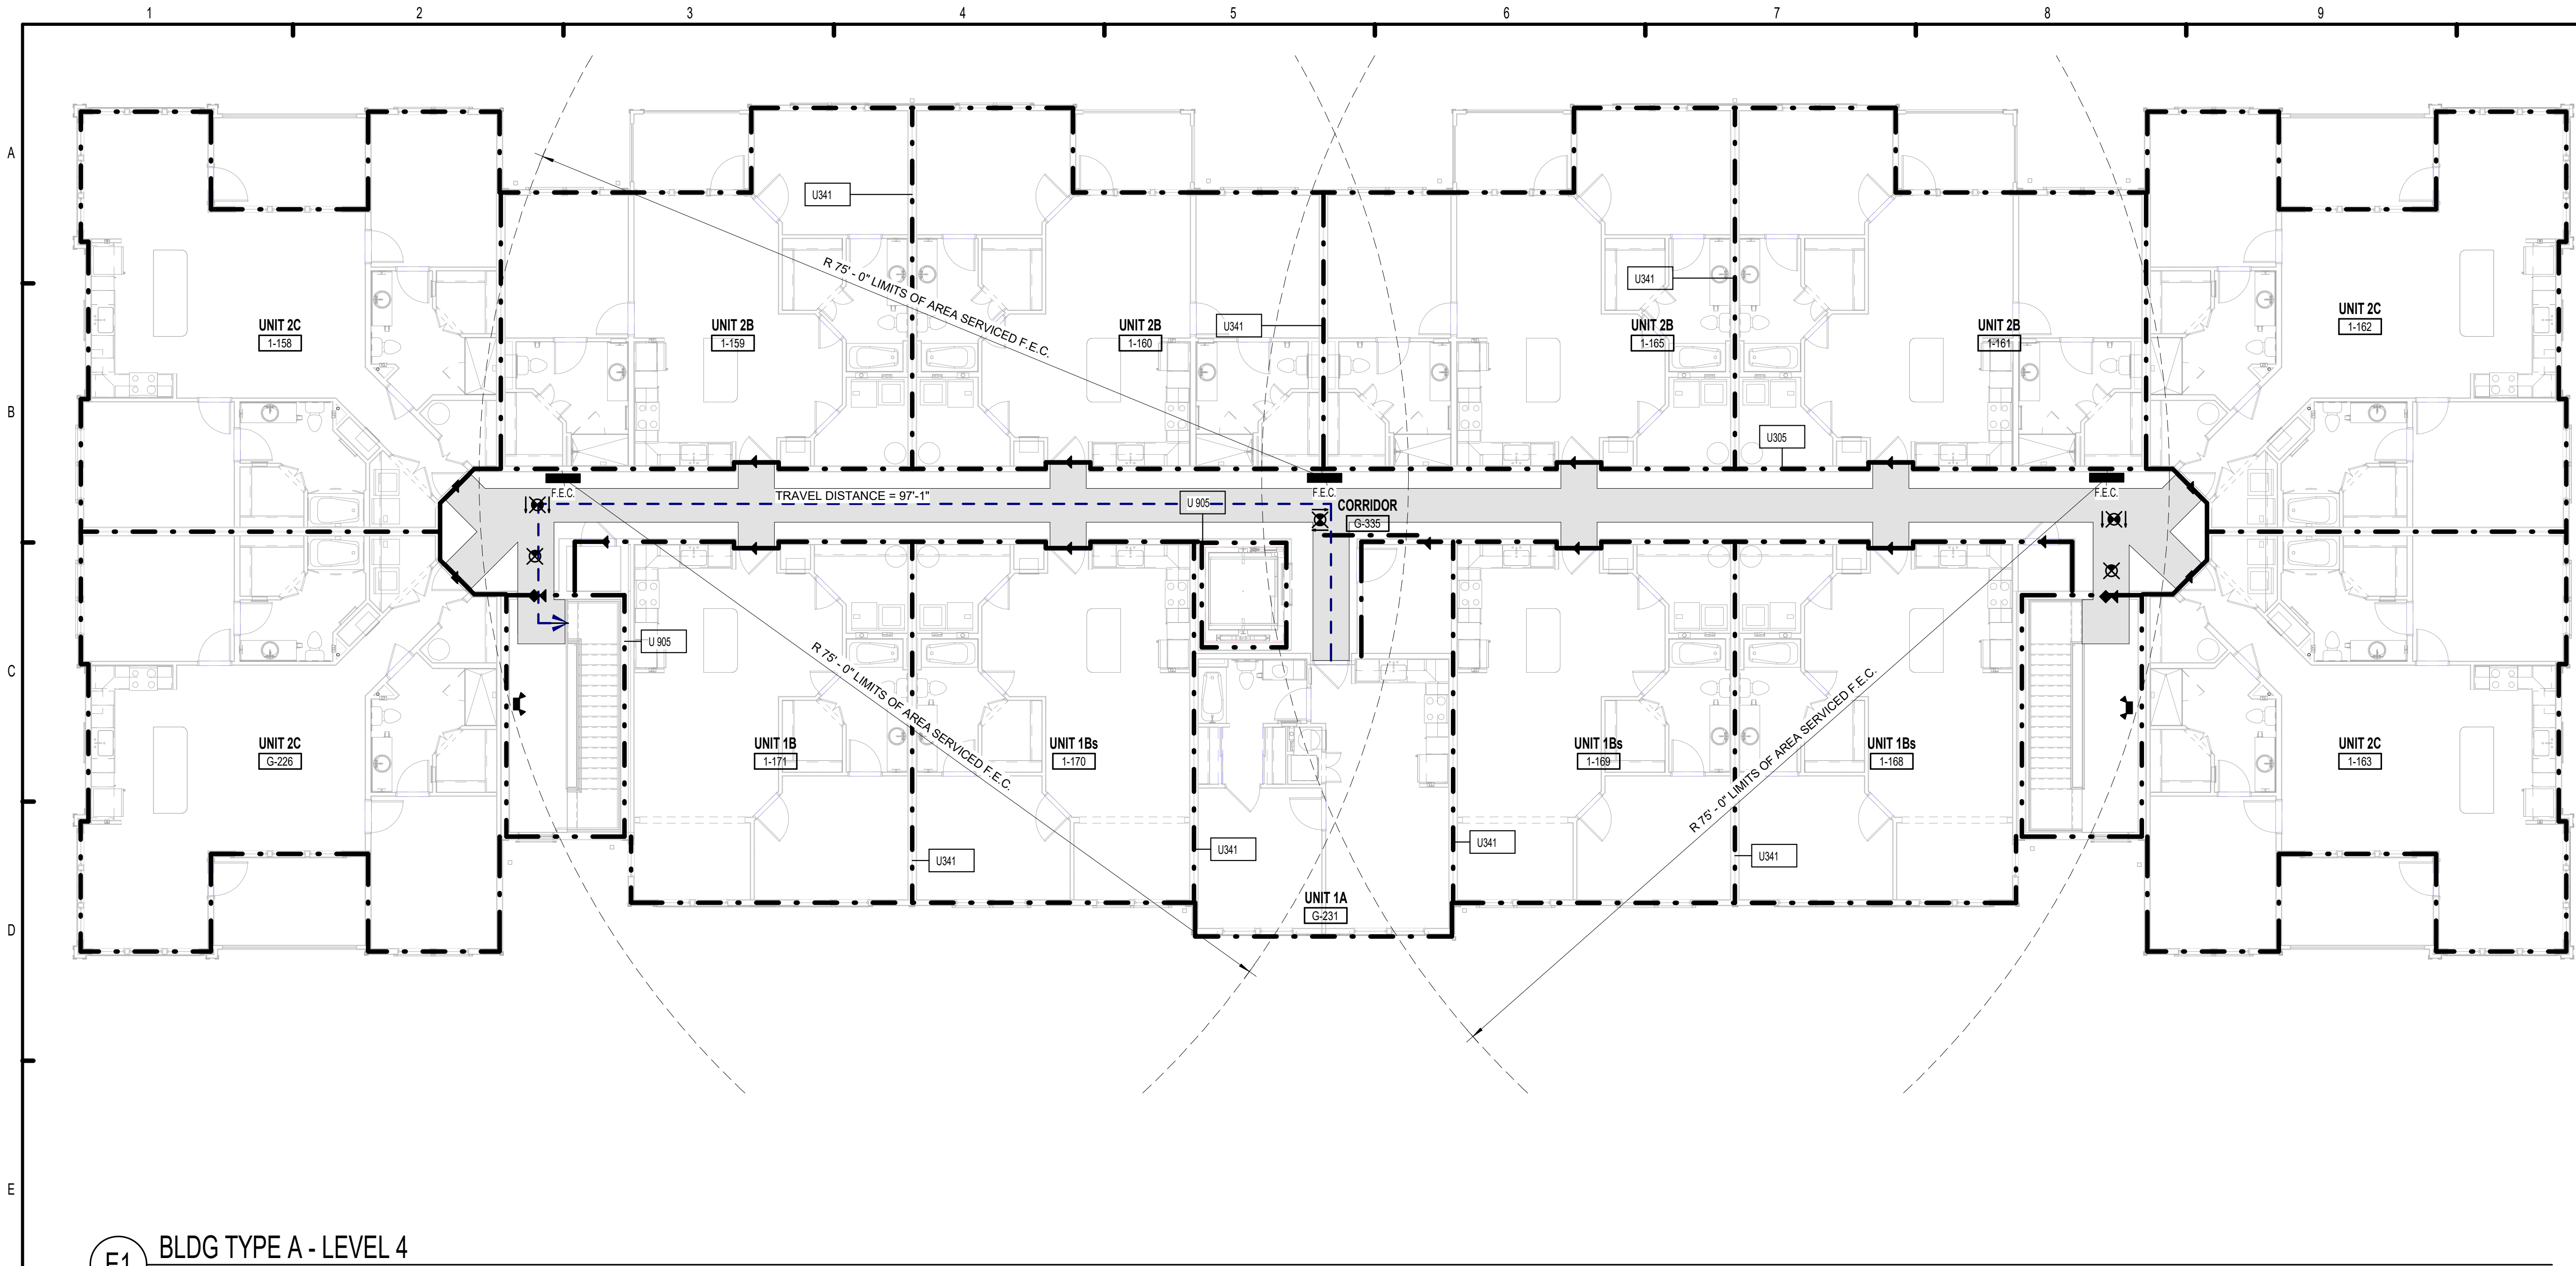 1 2 3 4 5 6 7 8 9
A
B
C
D
E
U341
R 75' - 0" LIMITS OF AREA SERVICED F.E.C.
U341
U341
UNIT 2C
1-158
UNIT 2B
1-159
UNIT 2B
1-160
UNIT 2B
1-165
UNIT 2B
1-161
UNIT 2C
1-162
U305
F.E.C.
TRAVEL DISTANCE = 97'-1"
U 905
F.E.C.
CORRIDOR
G-335
F.E.C.
U 905
R 75' - 0" LIMITS OF AREA SERVICED F.E.C.
R 75' - 0" LIMITS OF AREA SERVICED F.E.C.
UNIT 2C
G-226
UNIT 1B
1-171
UNIT 1Bs
1-170
UNIT 1Bs
1-169
UNIT 1Bs
1-168
UNIT 2C
1-163
U341
U341
U341
U341
UNIT 1A
G-231
E1
BLDG TYPE A - LEVEL 4